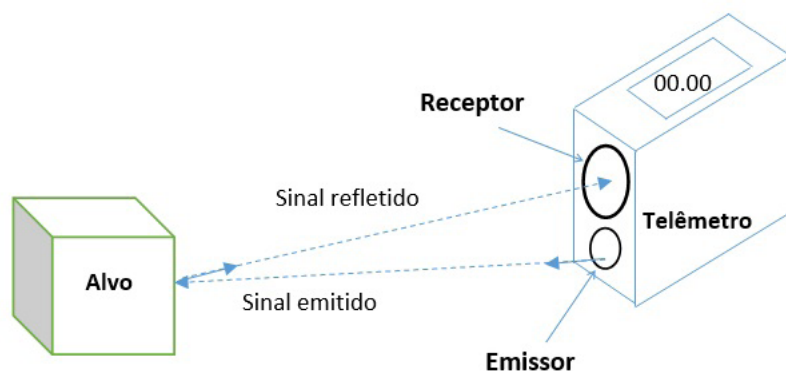 00.00
Receptor
Sinal refletido
Telêmetro
Alvo
Sinal emitido
Emissor